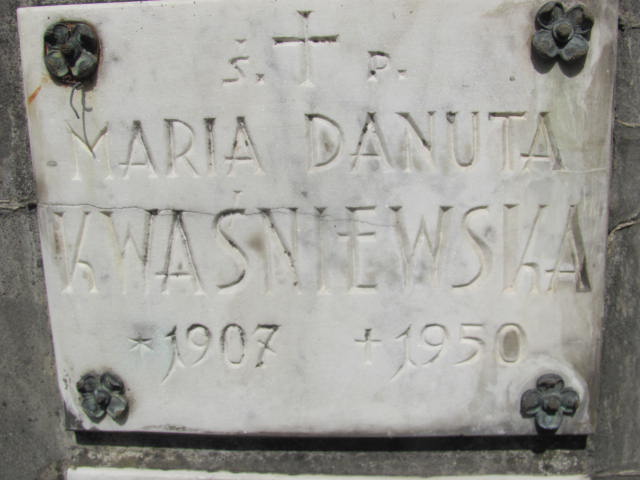 Ś. † P.
MARIA DANUTA
KWAŚNIEWSKA
*1907 +1950